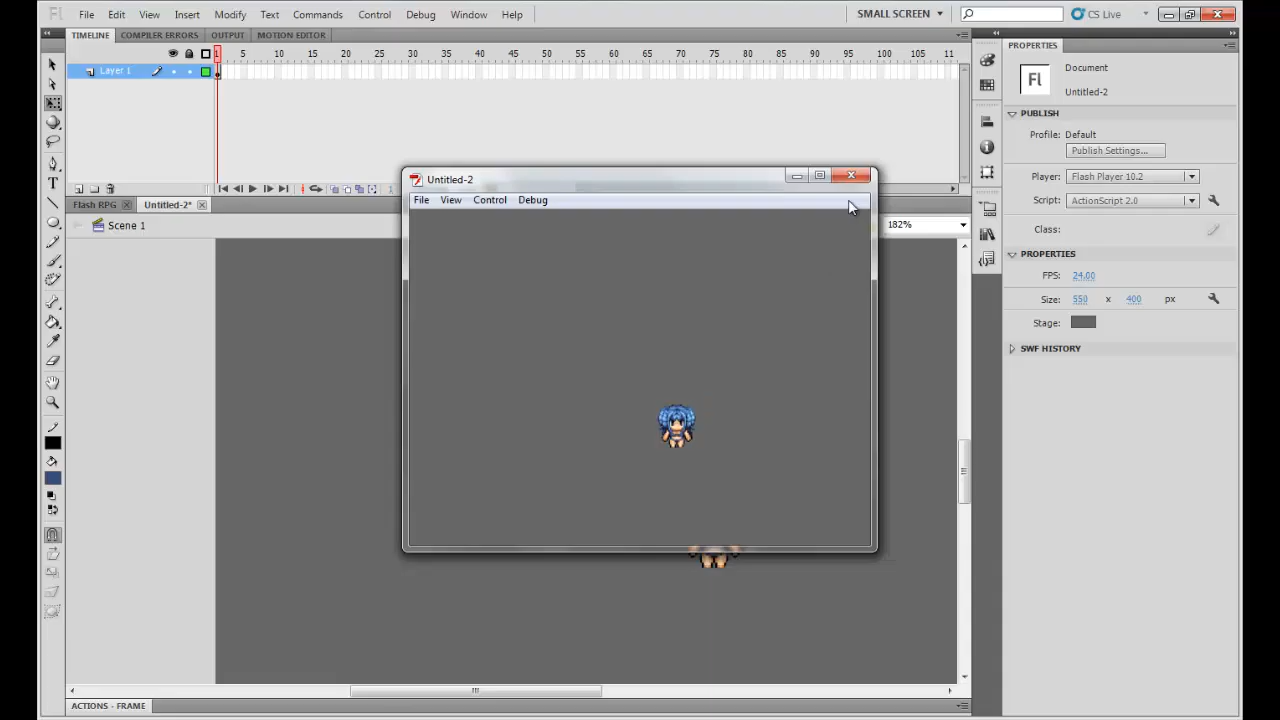 Fl File Edit View Insert Modify Text Commands Control Debug Window Help SMALL SCREEN CS Live
TIMELINE COMPILER ERRORS OUTPUT MOTION EDITOR
1 5 10 15 20 25 30 35 40 45 50 55 60 65 70 75 80 85 90 95 100 105 11
Layer 1
Flash RPG Untitled-2*
Scene 1 182%
Untitled-2
File View Control Debug
ACTIONS - FRAME
PROPERTIES
Fl Document
Untitled-2
PUBLISH
Profile: Default
Publish Settings...
Player: Flash Player 10.2
Script: ActionScript 2.0
Class:
PROPERTIES
FPS: 24.00
Size: 550 x 400 px
Stage:
SWF HISTORY